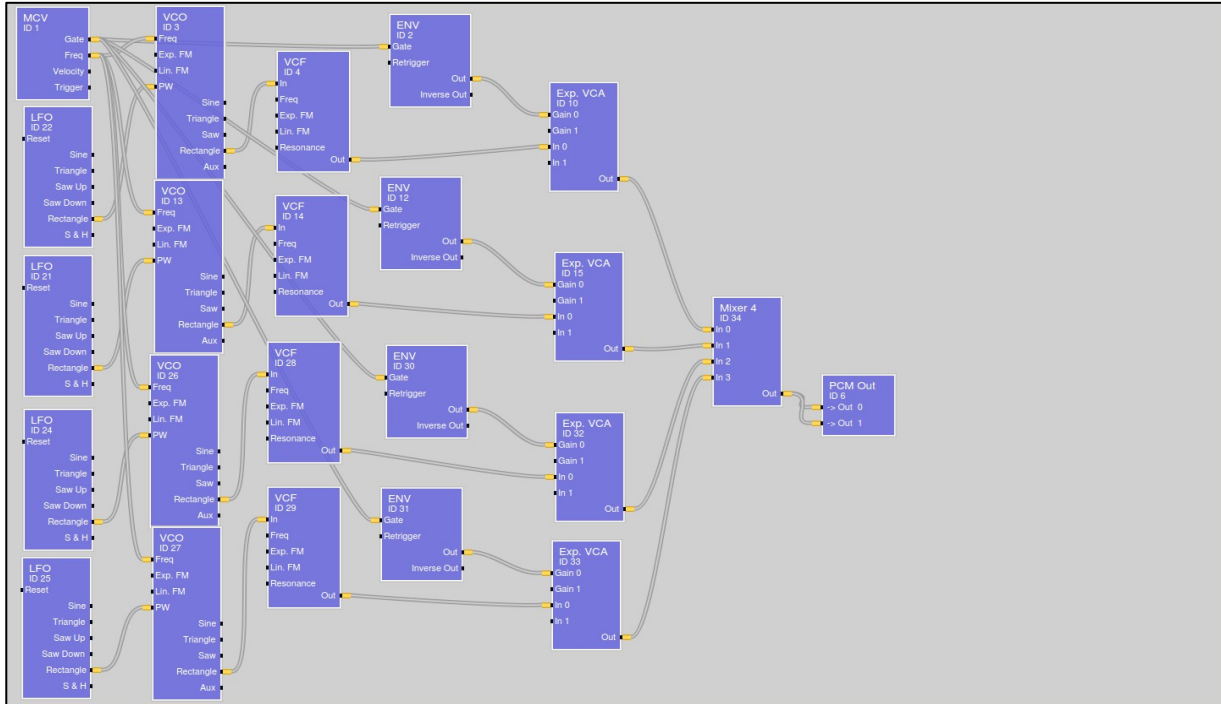 MCV
ID 1
Gate
Freq
Velocity
Trigger
LFO
ID 22
Reset
Sine
Triangle
Saw Up
Saw Down
Rectangle
S & H
LFO
ID 21
Reset
Sine
Triangle
Saw Up
Saw Down
Rectangle
S & H
LFO
ID 24
Reset
Sine
Triangle
Saw Up
Saw Down
Rectangle
S & H
LFO
ID 25
Reset
Sine
Triangle
Saw Up
Saw Down
Rectangle
S & H
VCO
ID 3
Freq
Exp. FM
Lin. FM
PW
Sine
Triangle
Saw
Rectangle
Aux
VCO
ID 13
Freq
Exp. FM
Lin. FM
PW
Sine
Triangle
Saw
Rectangle
Aux
VCO
ID 26
Freq
Exp. FM
Lin. FM
PW
Sine
Triangle
Saw
Rectangle
Aux
VCO
ID 27
Freq
Exp. FM
Lin. FM
PW
Sine
Triangle
Saw
Rectangle
Aux
VCF
ID 4
In
Freq
Exp. FM
Lin. FM
Resonance
Out
VCF
ID 14
In
Freq
Exp. FM
Lin. FM
Resonance
Out
VCF
ID 28
In
Freq
Exp. FM
Lin. FM
Resonance
Out
VCF
ID 29
In
Freq
Exp. FM
Lin. FM
Resonance
Out
ENV
ID 2
Gate
Retrigger
Out
Inverse Out
ENV
ID 12
Gate
Retrigger
Out
Inverse Out
ENV
ID 30
Gate
Retrigger
Out
Inverse Out
ENV
ID 31
Gate
Retrigger
Out
Inverse Out
Exp. VCA
ID 10
Gain 0
Gain 1
In 0
In 1
Out
Exp. VCA
ID 15
Gain 0
Gain 1
In 0
In 1
Out
Exp. VCA
ID 32
Gain 0
Gain 1
In 0
In 1
Out
Exp. VCA
ID 33
Gain 0
Gain 1
In 0
In 1
Out
Mixer 4
ID 34
In 0
In 1
In 2
In 3
Out
PCM Out
ID 6
-> Out 0
-> Out 1